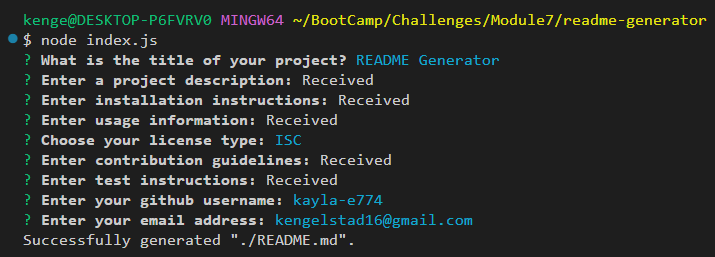 kenge@DESKTOP-P6FVRV0 MINGW64 ~/BootCamp/Challenges/Module7/readme-generator
$ node index.js
? What is the title of your project? README Generator
? Enter a project description: Received
? Enter installation instructions: Received
? Enter usage information: Received
? Choose your license type: ISC
? Enter contribution guidelines: Received
? Enter test instructions: Received
? Enter your github username: kayla-e774
? Enter your email address: kengelstad16@gmail.com
Successfully generated "./README.md".